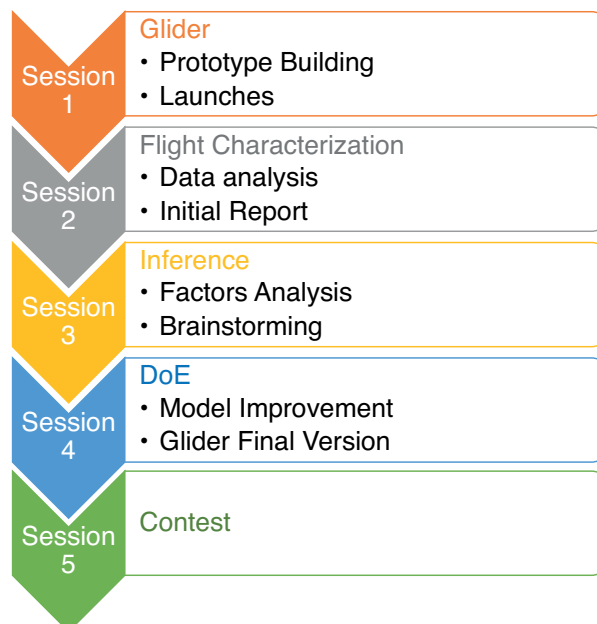 Session
1
Glider
• Prototype Building
• Launches
Session
2
Flight Characterization
• Data analysis
• Initial Report
Session
3
Inference
• Factors Analysis
• Brainstorming
Session
4
DoE
• Model Improvement
• Glider Final Version
Session
5
Contest